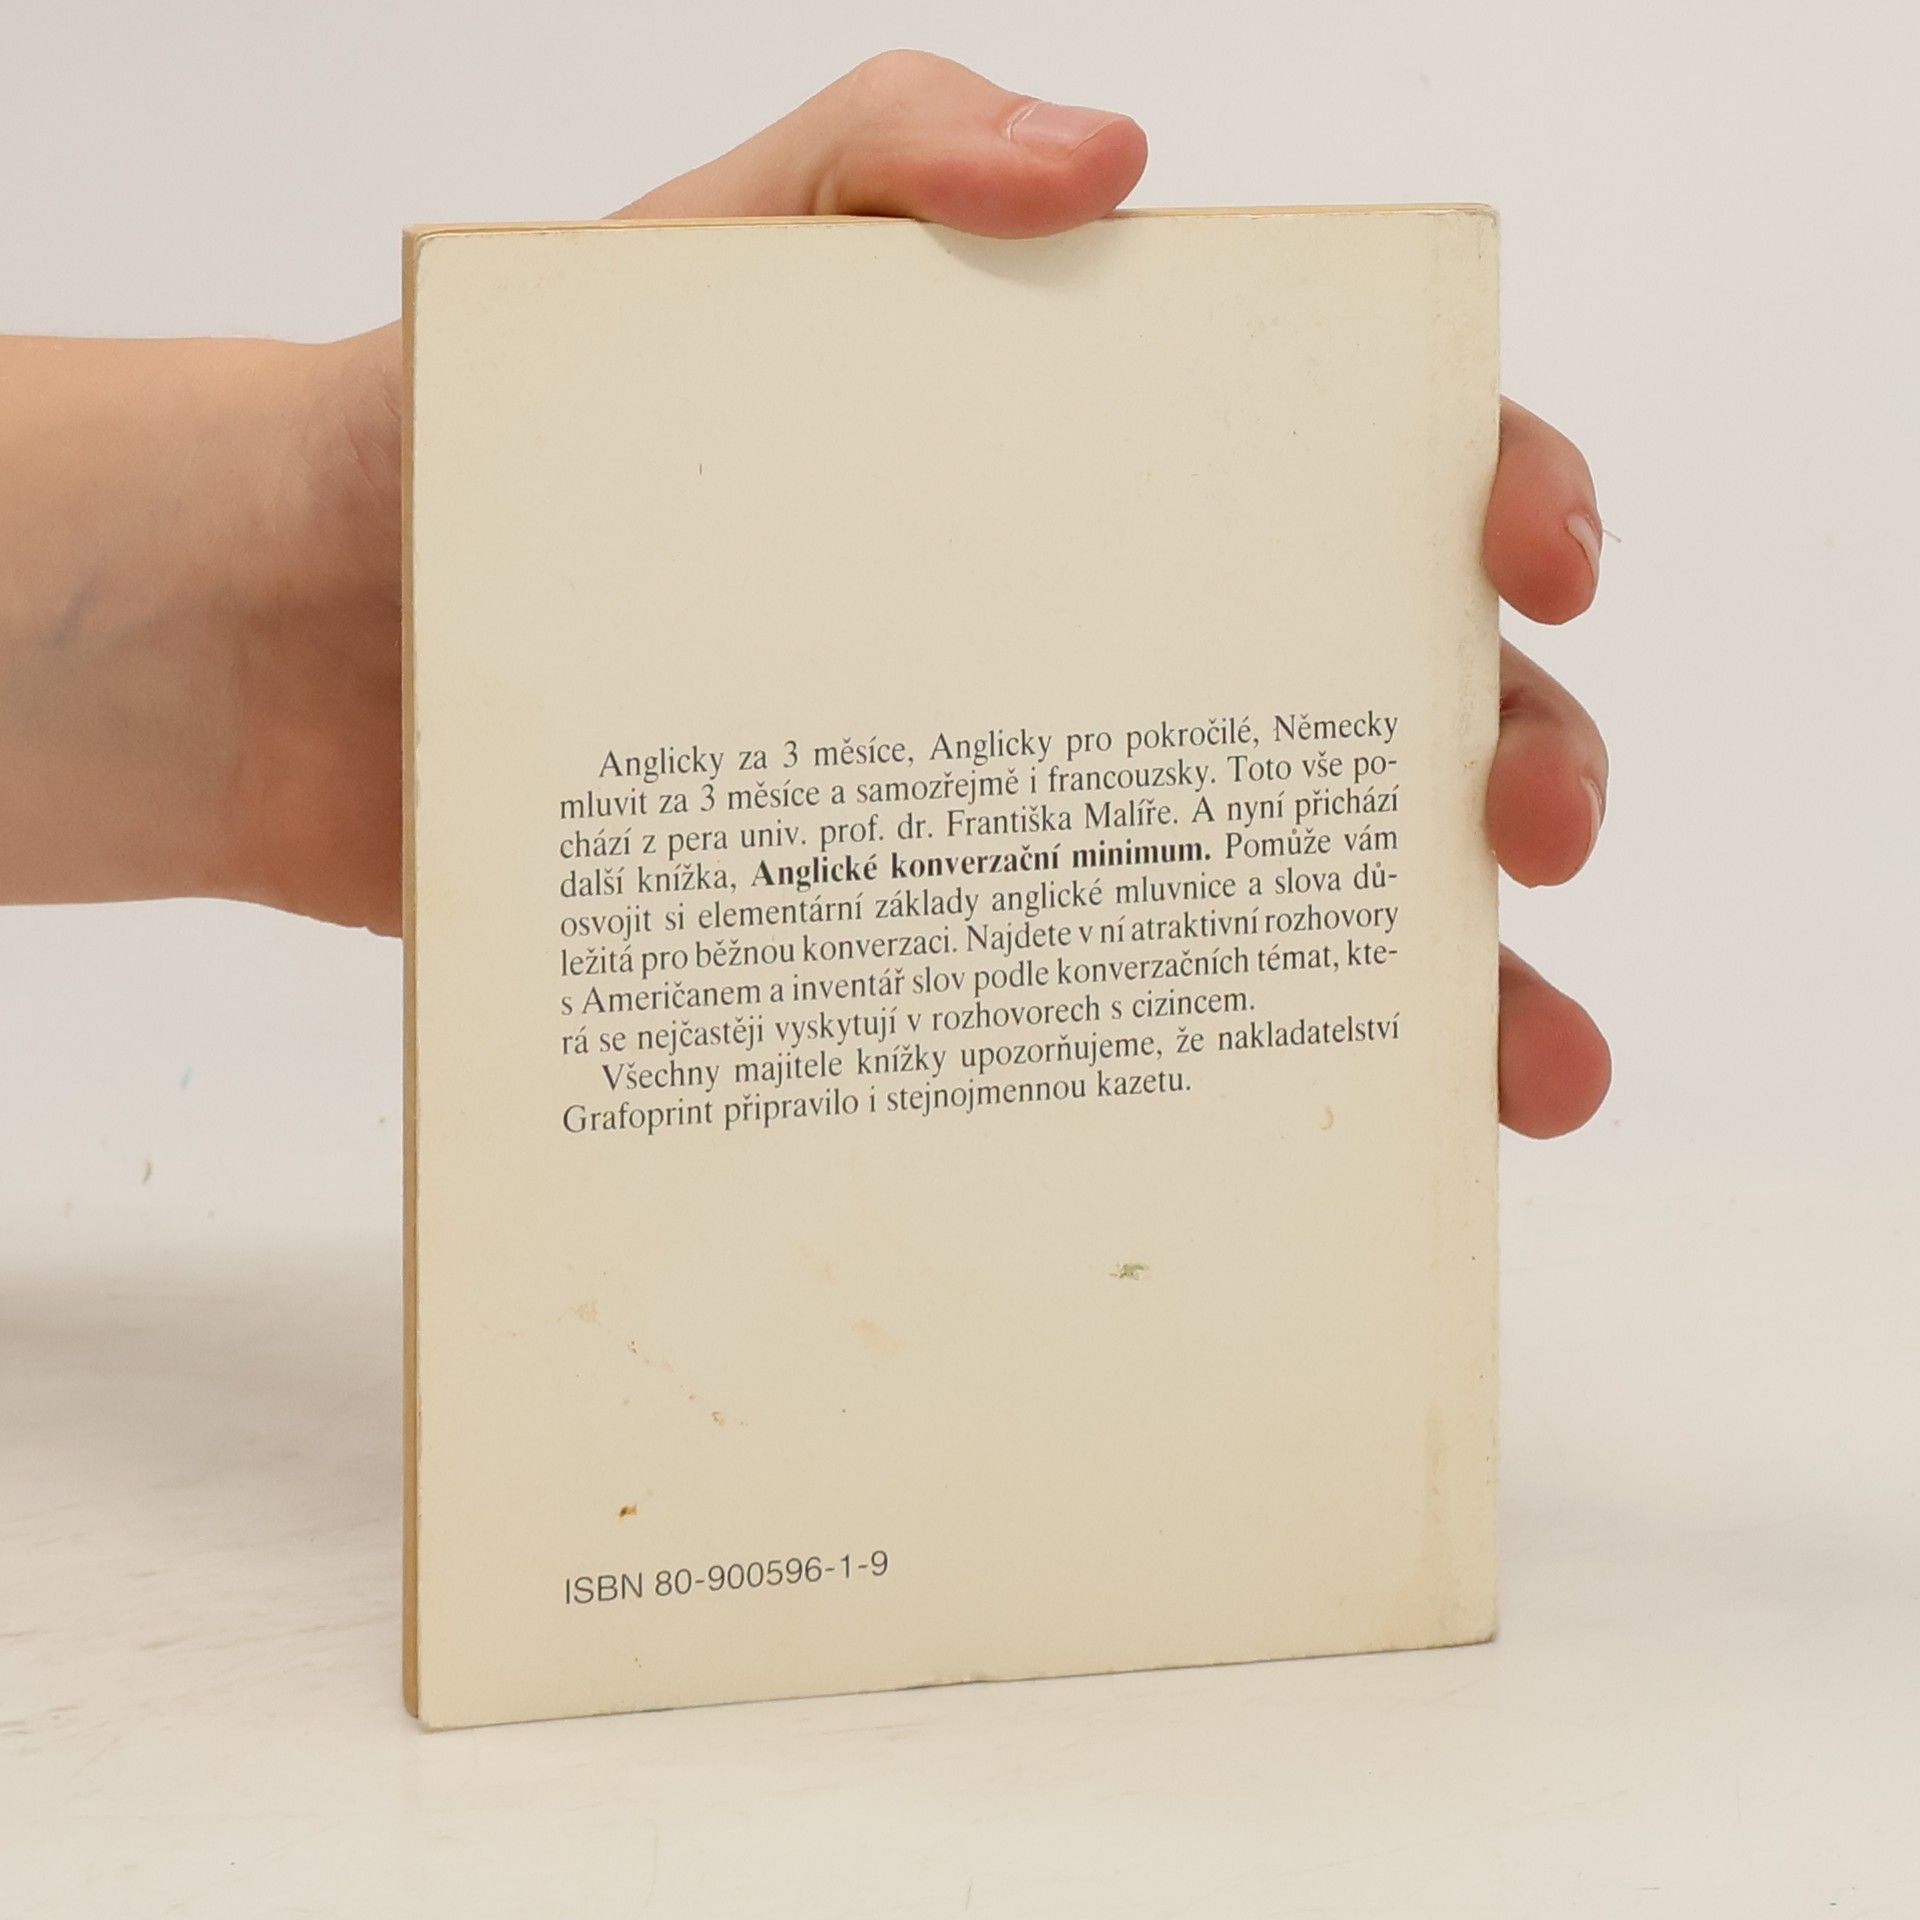 Anglicky za 3 měsíce, Anglicky pro pokročilé, Německy
mluvit za 3 měsíce a samozřejmě i francouzsky. Toto vše po-
chází z pera univ. prof. dr. Františka Malíře. A nyní přichází
další knížka, Anglické konverzační minimum. Pomůže vám
osvojit si elementární základy anglické mluvnice a slova dů-
ležitá pro běžnou konverzaci. Najdete v ní atraktivní rozhovory
s Američanem a inventář slov podle konverzačních témat, kte-
rá se nejčastěji vyskytují v rozhovorech s cizincem.
Všechny majitele knížky upozorňujeme, že nakladatelství
Grafoprint připravilo i stejnojmennou kazetu.
ISBN 80-900596-1-9